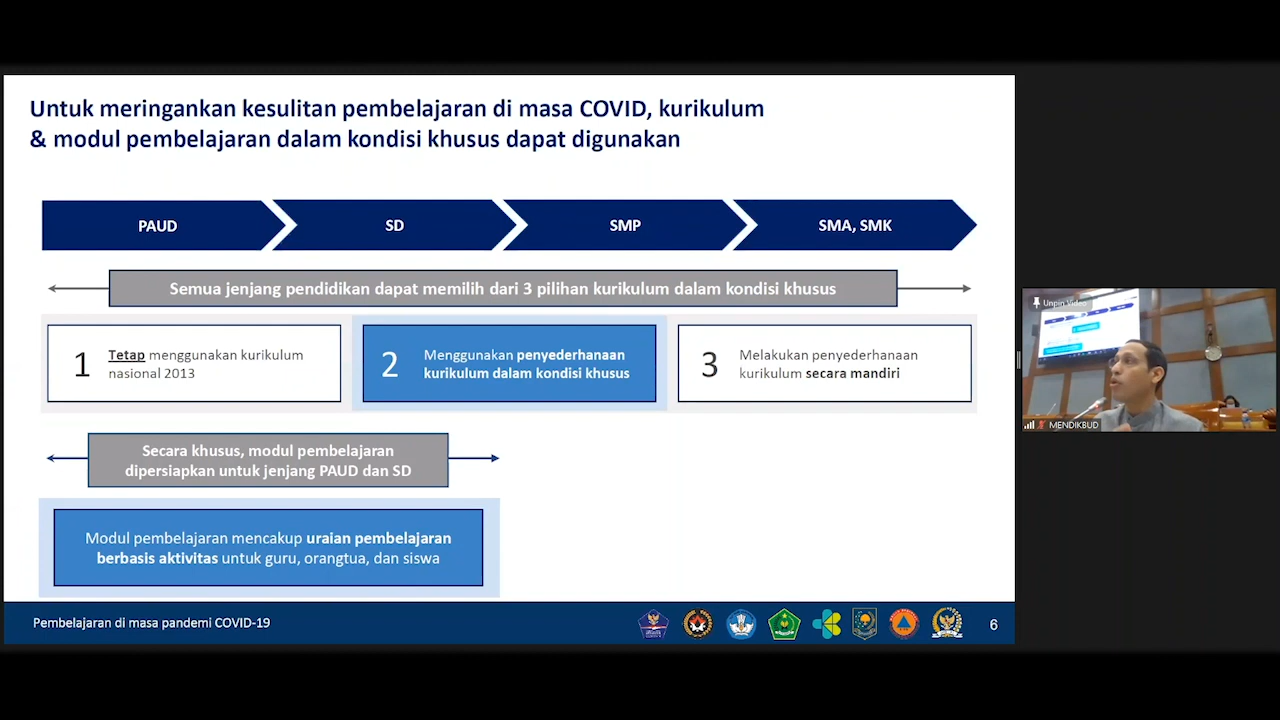 Untuk meringankan kesulitan pembelajaran di masa COVID, kurikulum
& modul pembelajaran dalam kondisi khusus dapat digunakan
PAUD
SD
SMP
SMA, SMK
Semua jenjang pendidikan dapat memilih dari 3 pilihan kurikulum dalam kondisi khusus
1
Tetap menggunakan kurikulum
nasional 2013
2
Menggunakan penyederhanaan
kurikulum dalam kondisi khusus
3
Melakukan penyederhanaan
kurikulum secara mandiri
Secara khusus, modul pembelajaran
dipersiapkan untuk jenjang PAUD dan SD
Modul pembelajaran mencakup uraian pembelajaran
berbasis aktivitas untuk guru, orangtua, dan siswa
Pembelajaran di masa pandemi COVID-19
6
Unpin Video
MENDIKBUD